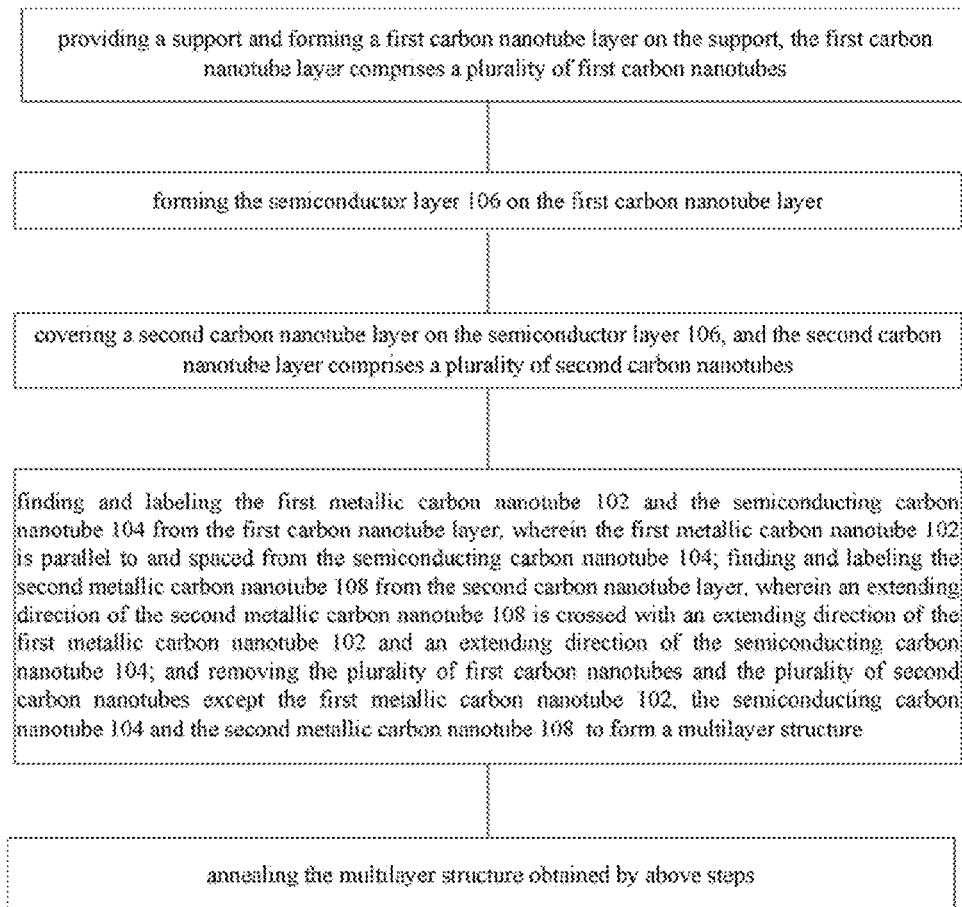 providing a support and forming a first carbon nanotube layer on the support, the first carbon
nanotube layer comprises a plurality of first carbon nanotubes
forming the semiconductor layer 106 on the first carbon nanotube layer
covering a second carbon nanotube layer on the semiconductor layer 106, and the second carbon
nanotube layer comprises a plurality of second carbon nanotubes
finding and labeling the first metallic carbon nanotube 102 and the semiconducting carbon
nanotube 104 from the first carbon nanotube layer, wherein the first metallic carbon nanotube 102
is parallel to and spaced from the semiconducting carbon nanotube 104; finding and labeling the
second metallic carbon nanotube 108 from the second carbon nanotube layer, wherein an extending
direction of the second metallic carbon nanotube 108 is crossed with an extending direction of the
first metallic carbon nanotube 102 and an extending direction of the semiconducting carbon
nanotube 104; and removing the plurality of first carbon nanotubes and the plurality of second
carbon nanotubes except the first metallic carbon nanotube 102, the semiconducting carbon
nanotube 104 and the second metallic carbon nanotube 108 to form a multilayer structure
annealing the multilayer structure obtained by above steps